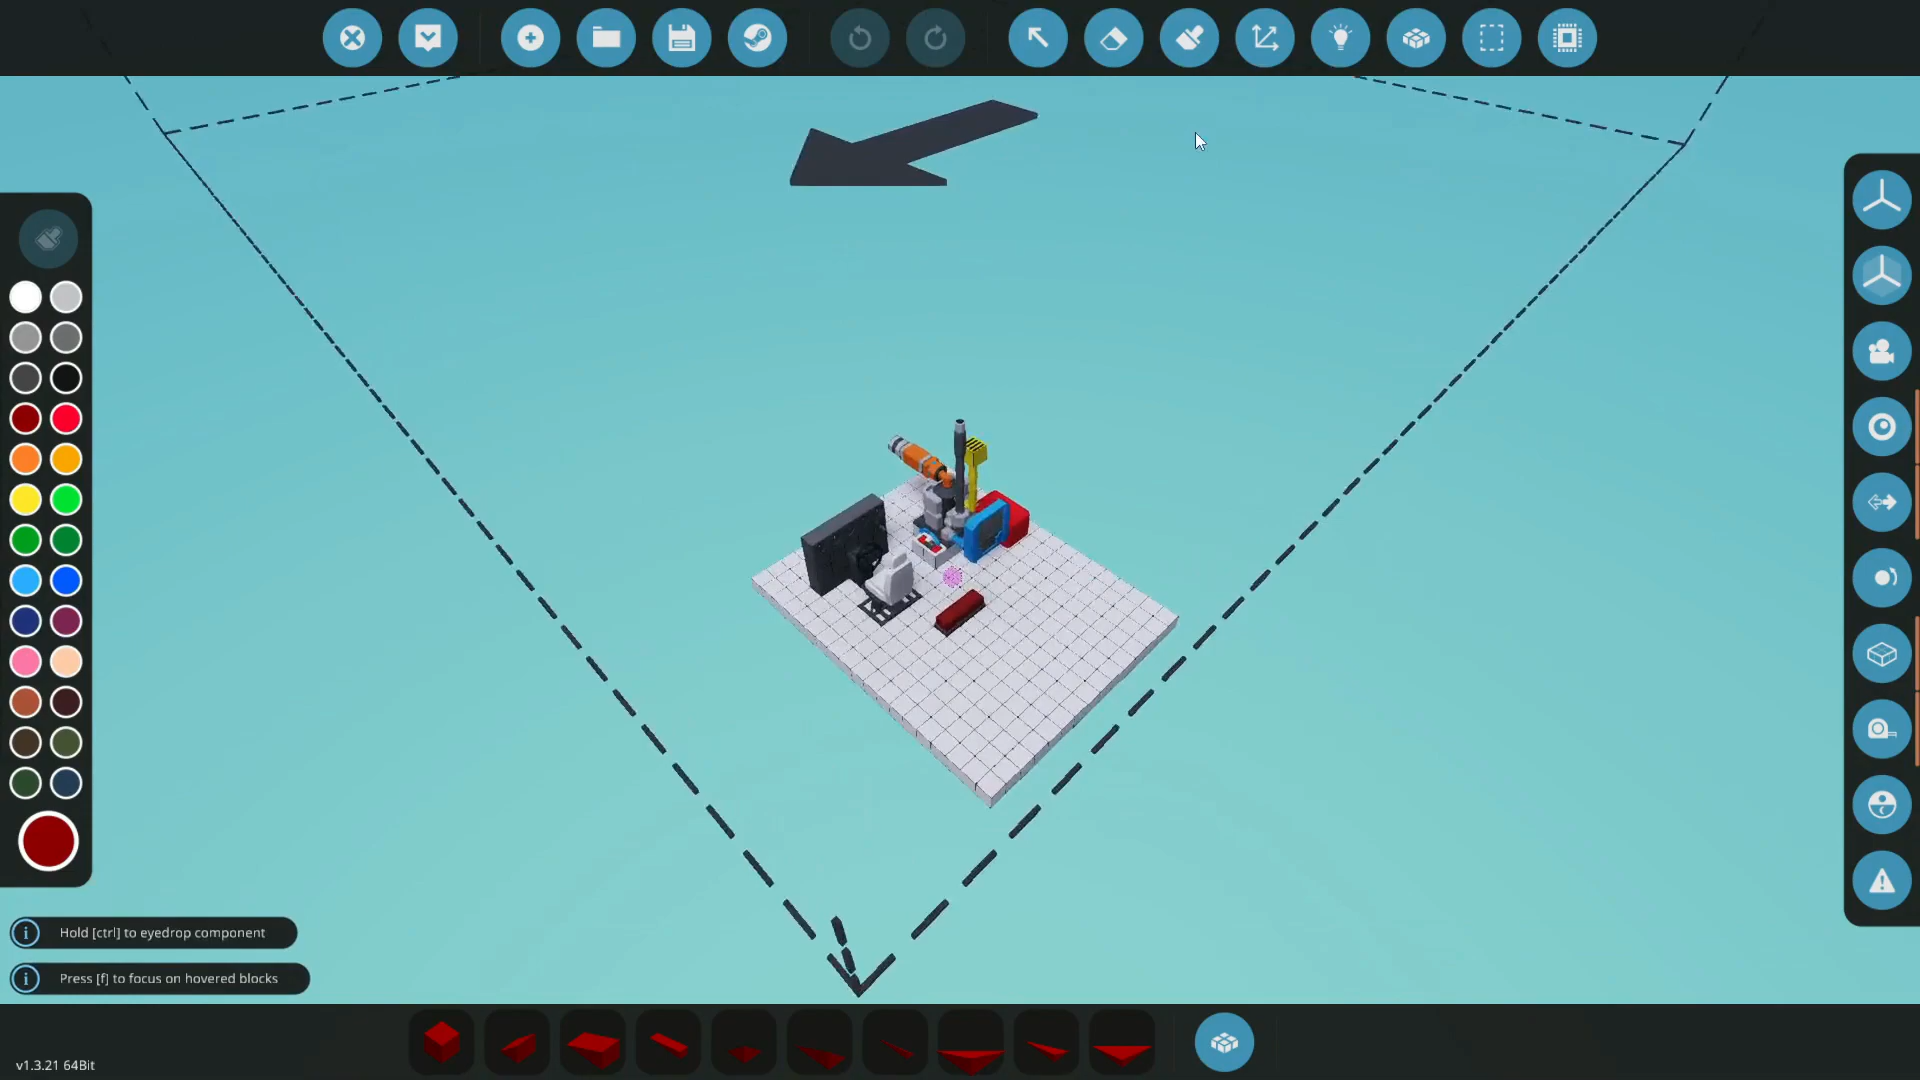 Hold [ctrl] to eyedrop component
Press [f] to focus on hovered blocks
v1.3.21 64Bit